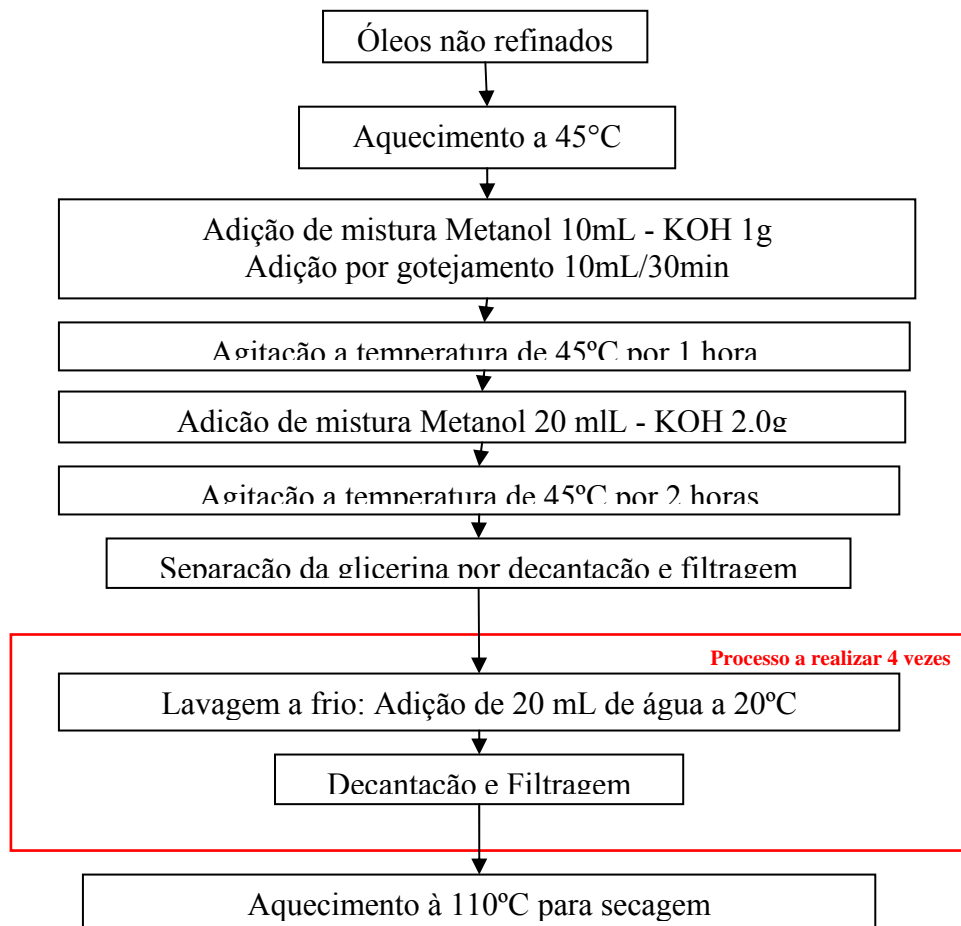 Óleos não refinados
Aquecimento a 45°C
Adição de mistura Metanol 10mL - KOH 1g
Adição por gotejamento 10mL/30min
Agitação a temperatura de 45ºC por 1 hora
Adição de mistura Metanol 20 mlL - KOH 2.0g
Agitação a temperatura de 45ºC por 2 horas
Separação da glicerina por decantação e filtragem
Processo a realizar 4 vezes
Lavagem a frio: Adição de 20 mL de água a 20ºC
Decantação e Filtragem
Aquecimento à 110ºC para secagem